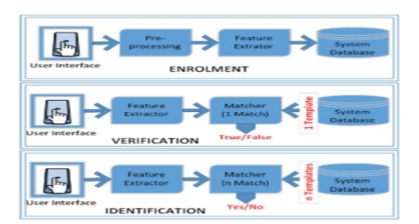 Pre-
processing
Feature
Extrator
System
Database
User Interface
ENROLMENT
Feature
Extractor
Matcher
(1 Match)
1 Template
System
Database
User Interface
True/False
VERIFICATION
Feature
Extractor
Matcher
(n Match)
n Templates
System
Database
User Interface
Yes/No
IDENTIFICATION